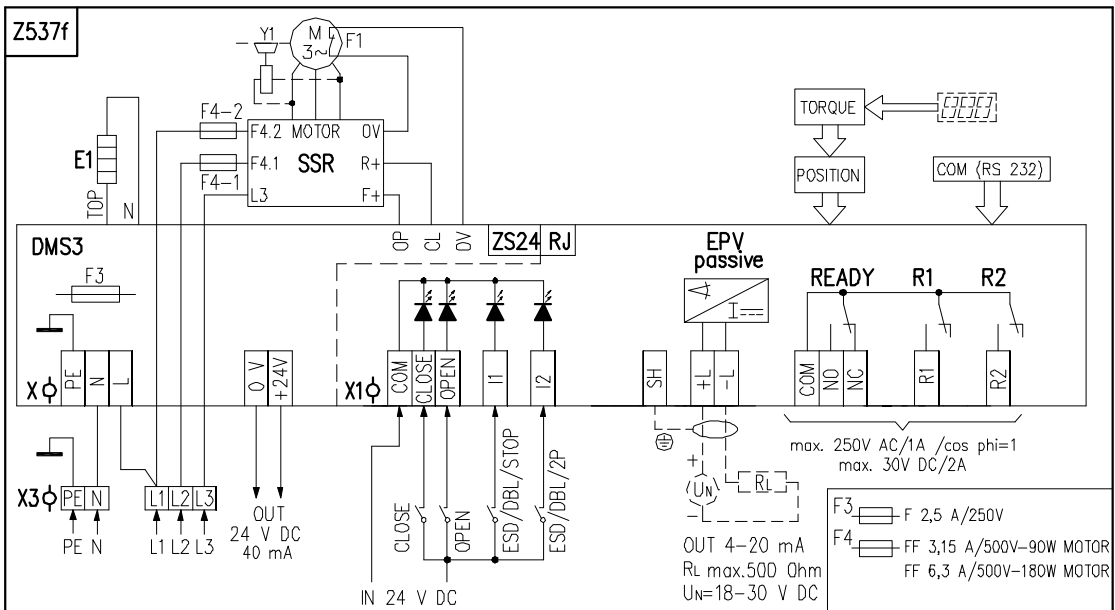 Z537f
Y1
M
3~
F1
F4-2
F4.2 MOTOR 0V
E1
F4.1 SSR R+
F4-1
L3 F+
TOP
N
TORQUE
POSITION
COM (RS 232)
DMS3
OP
CL
0V
ZS24 RJ
EPV
passive
F3
READY R1 R2
I
X
PE
N
L
0 V
+24V
X1
COM
CLOSE
OPEN
I1
I2
SH
+L
-L
COM
NO
NC
R1
R2
max. 250V AC/1A /cos phi=1
max. 30V DC/2A
X3
PE N L1 L2 L3
PE N L1 L2 L3
OUT
24 V DC
40 mA
CLOSE
OPEN
ESD/DBL/STOP
ESD/DBL/2P
IN 24 V DC
+
UN
-
RL
OUT 4-20 mA
RL max.500 Ohm
UN=18-30 V DC
F3 F 2,5 A/250V
F4 FF 3,15 A/500V-90W MOTOR
FF 6,3 A/500V-180W MOTOR